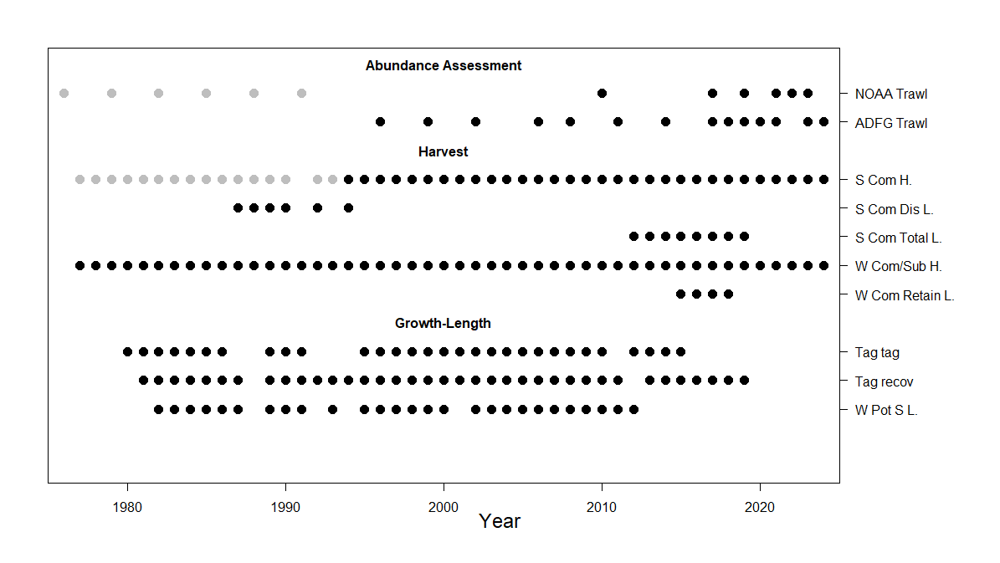 Abundance Assessment
NOAA Trawl
ADFG Trawl
Harvest
S Com H.
S Com Dis L.
S Com Total L.
W Com/Sub H.
W Com Retain L.
Growth-Length
Tag tag
Tag recov
W Pot S L.
1980 1990 2000 2010 2020
Year